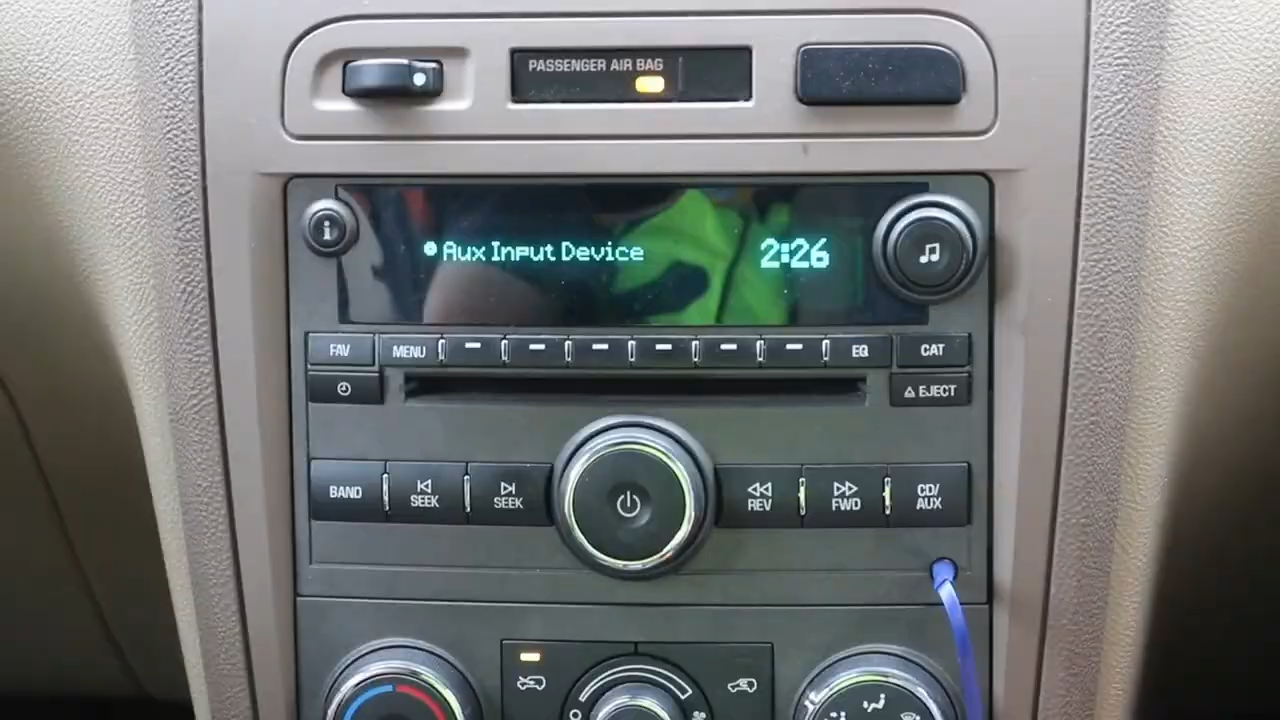 PASSENGER AIR BAG
Aux Input Device 2:26
FAV MENU EQ CAT
EJECT
BAND SEEK SEEK REV FWD CD/
AUX